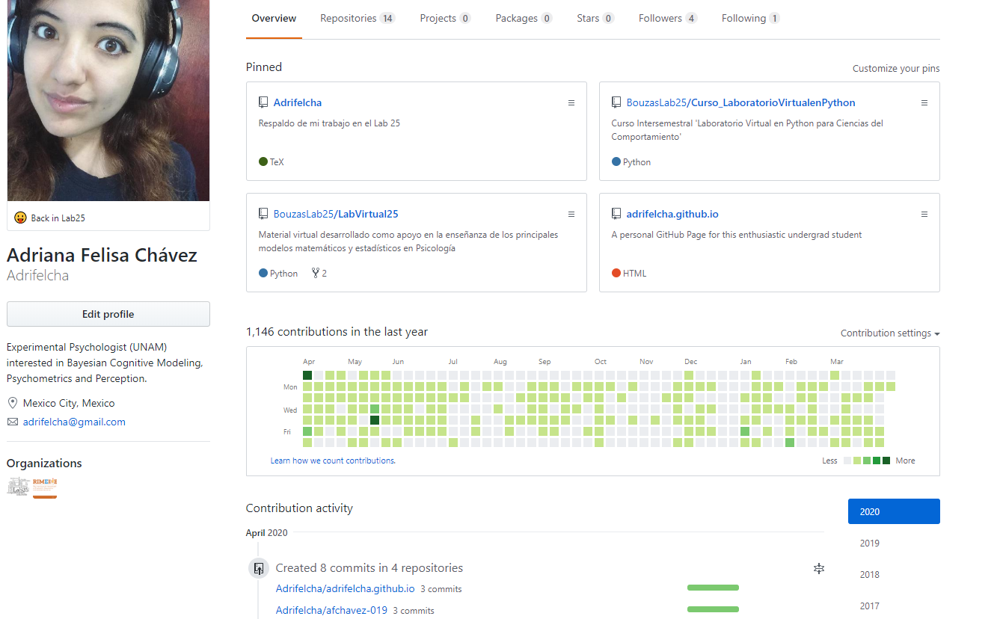 Overview Repositories 14 Projects 0 Packages 0 Stars 0 Followers 4 Following 1
Back in Lab25
Adriana Felisa Chávez
Adrifelcha
Edit profile
Experimental Psychologist (UNAM)
interested in Bayesian Cognitive Modeling,
Psychometrics and Perception.
Mexico City, Mexico
adrifelcha@gmail.com
Organizations
Lab25
RIMEDIE
Pinned
Customize your pins
Adrifelcha
Respaldo de mi trabajo en el Lab 25
TeX
BouzasLab25/Curso_LaboratorioVirtualenPython
Curso Intersemestral 'Laboratorio Virtual en Python para Ciencias del
Comportamiento'
Python
BouzasLab25/LabVirtual25
Material virtual desarrollado como apoyo en la enseñanza de los principales
modelos matemáticos y estadísticos en Psicología
Python 2
adrifelcha.github.io
A personal GitHub Page for this enthusiastic undergrad student
HTML
1,146 contributions in the last year
Contribution settings
Apr May Jun Jul Aug Sep Oct Nov Dec Jan Feb Mar
Mon
Wed
Fri
Learn how we count contributions.
Less More
Contribution activity
2020
2019
2018
2017
April 2020
Created 8 commits in 4 repositories
Adrifelcha/adrifelcha.github.io 3 commits
Adrifelcha/afchavez-019 3 commits